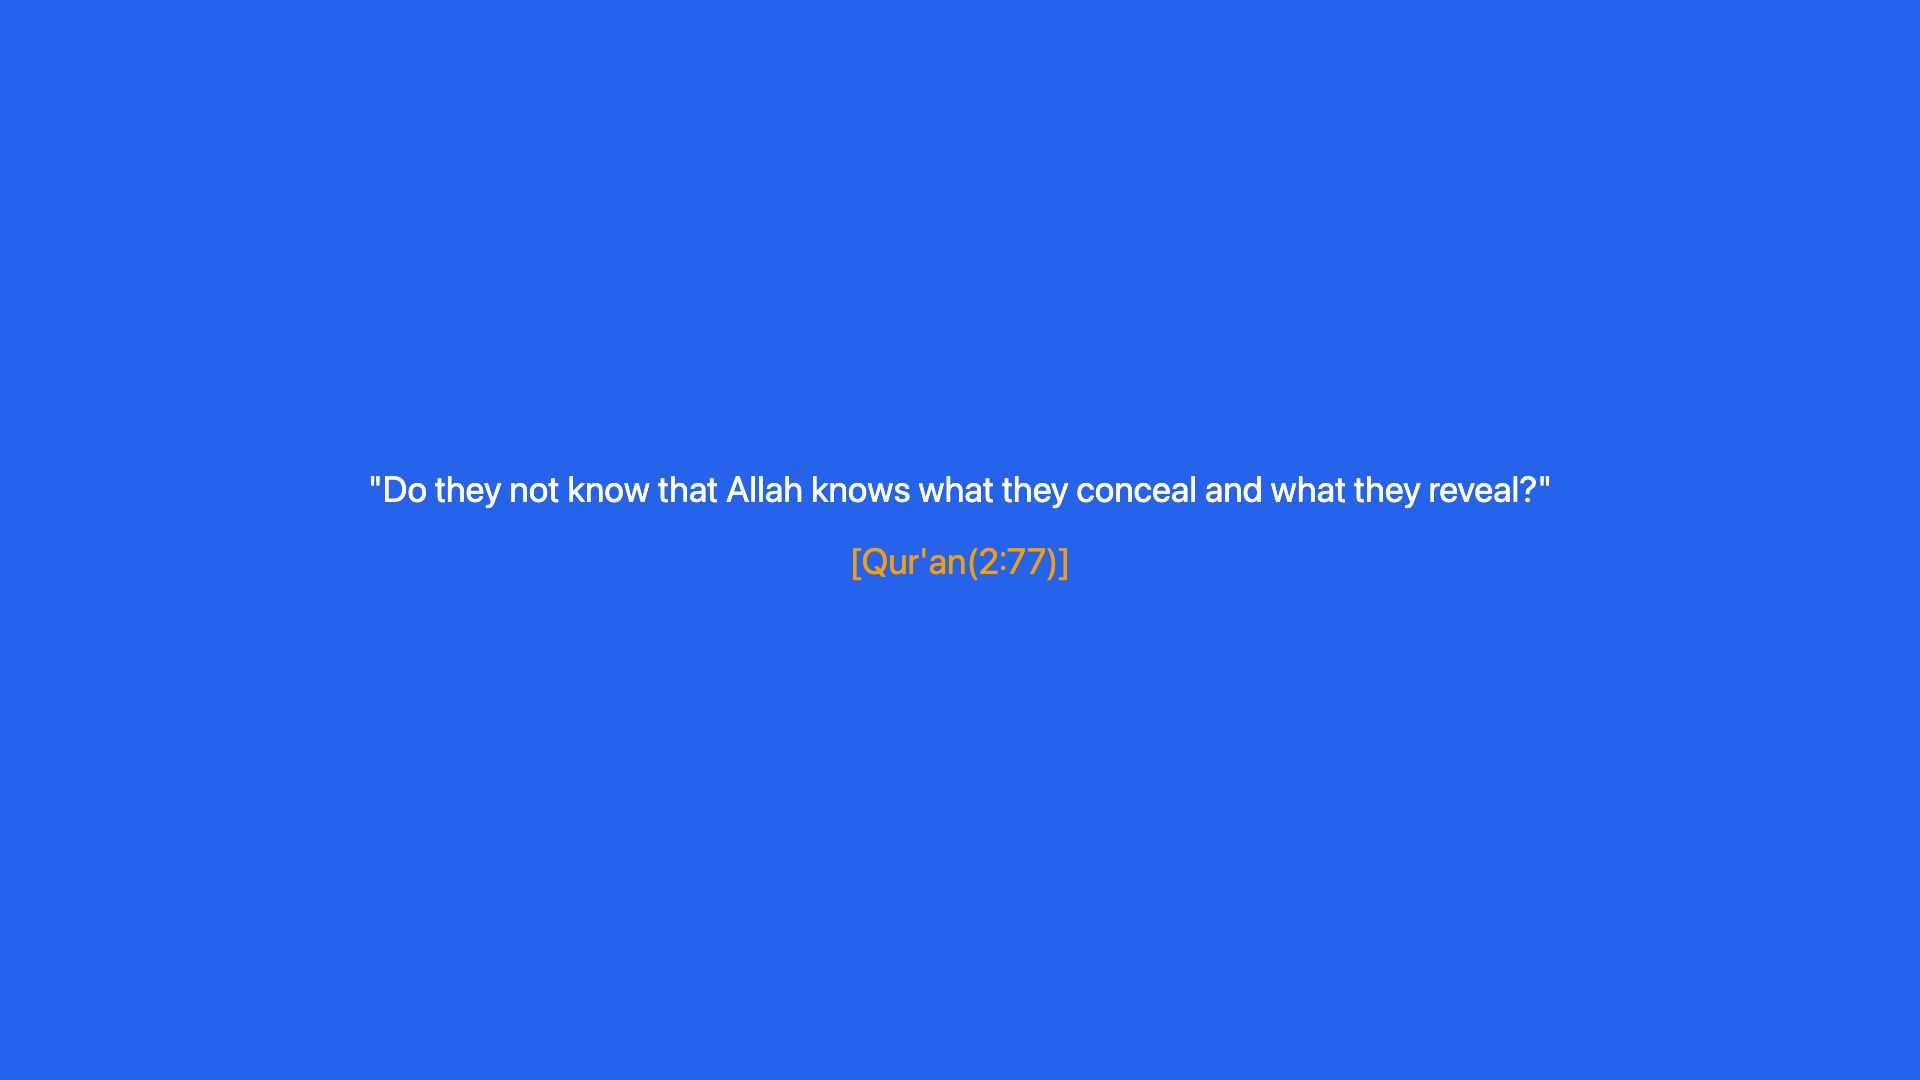 "Do they not know that Allah knows what they conceal and what they reveal?"
[Qur'an(2:77)]